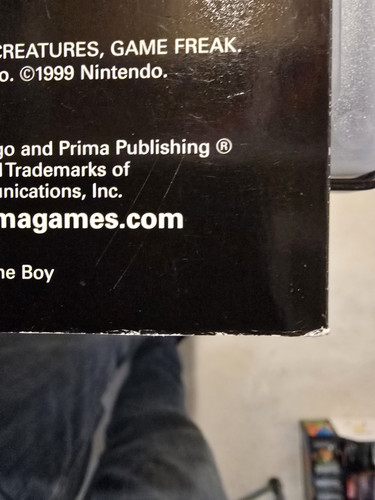 CREATURES, GAME FREAK.
o. ©1999 Nintendo.
go and Prima Publishing ®
l Trademarks of
unications, Inc.
magames.com
ne Boy